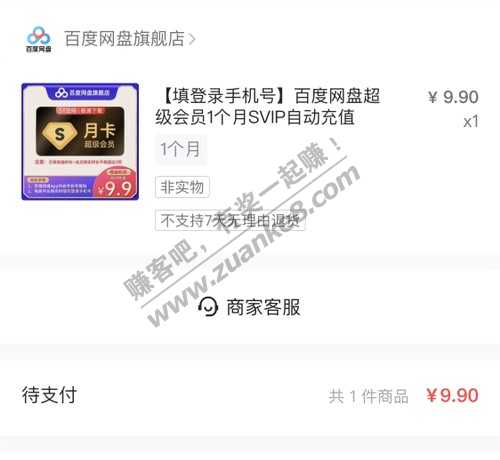 百度网盘旗舰店 >
百度网盘
百度网盘旗舰店
S
月卡
超级会员
¥9.9
【填登录手机号】百度网盘超
级会员1个月SVIP自动充值
¥ 9.90
x1
1个月
非实物
不支持7天无理由退货
赚客吧，有奖一起赚！
www.zuanke8.com
商家客服
待支付
共 1 件商品 ¥9.90